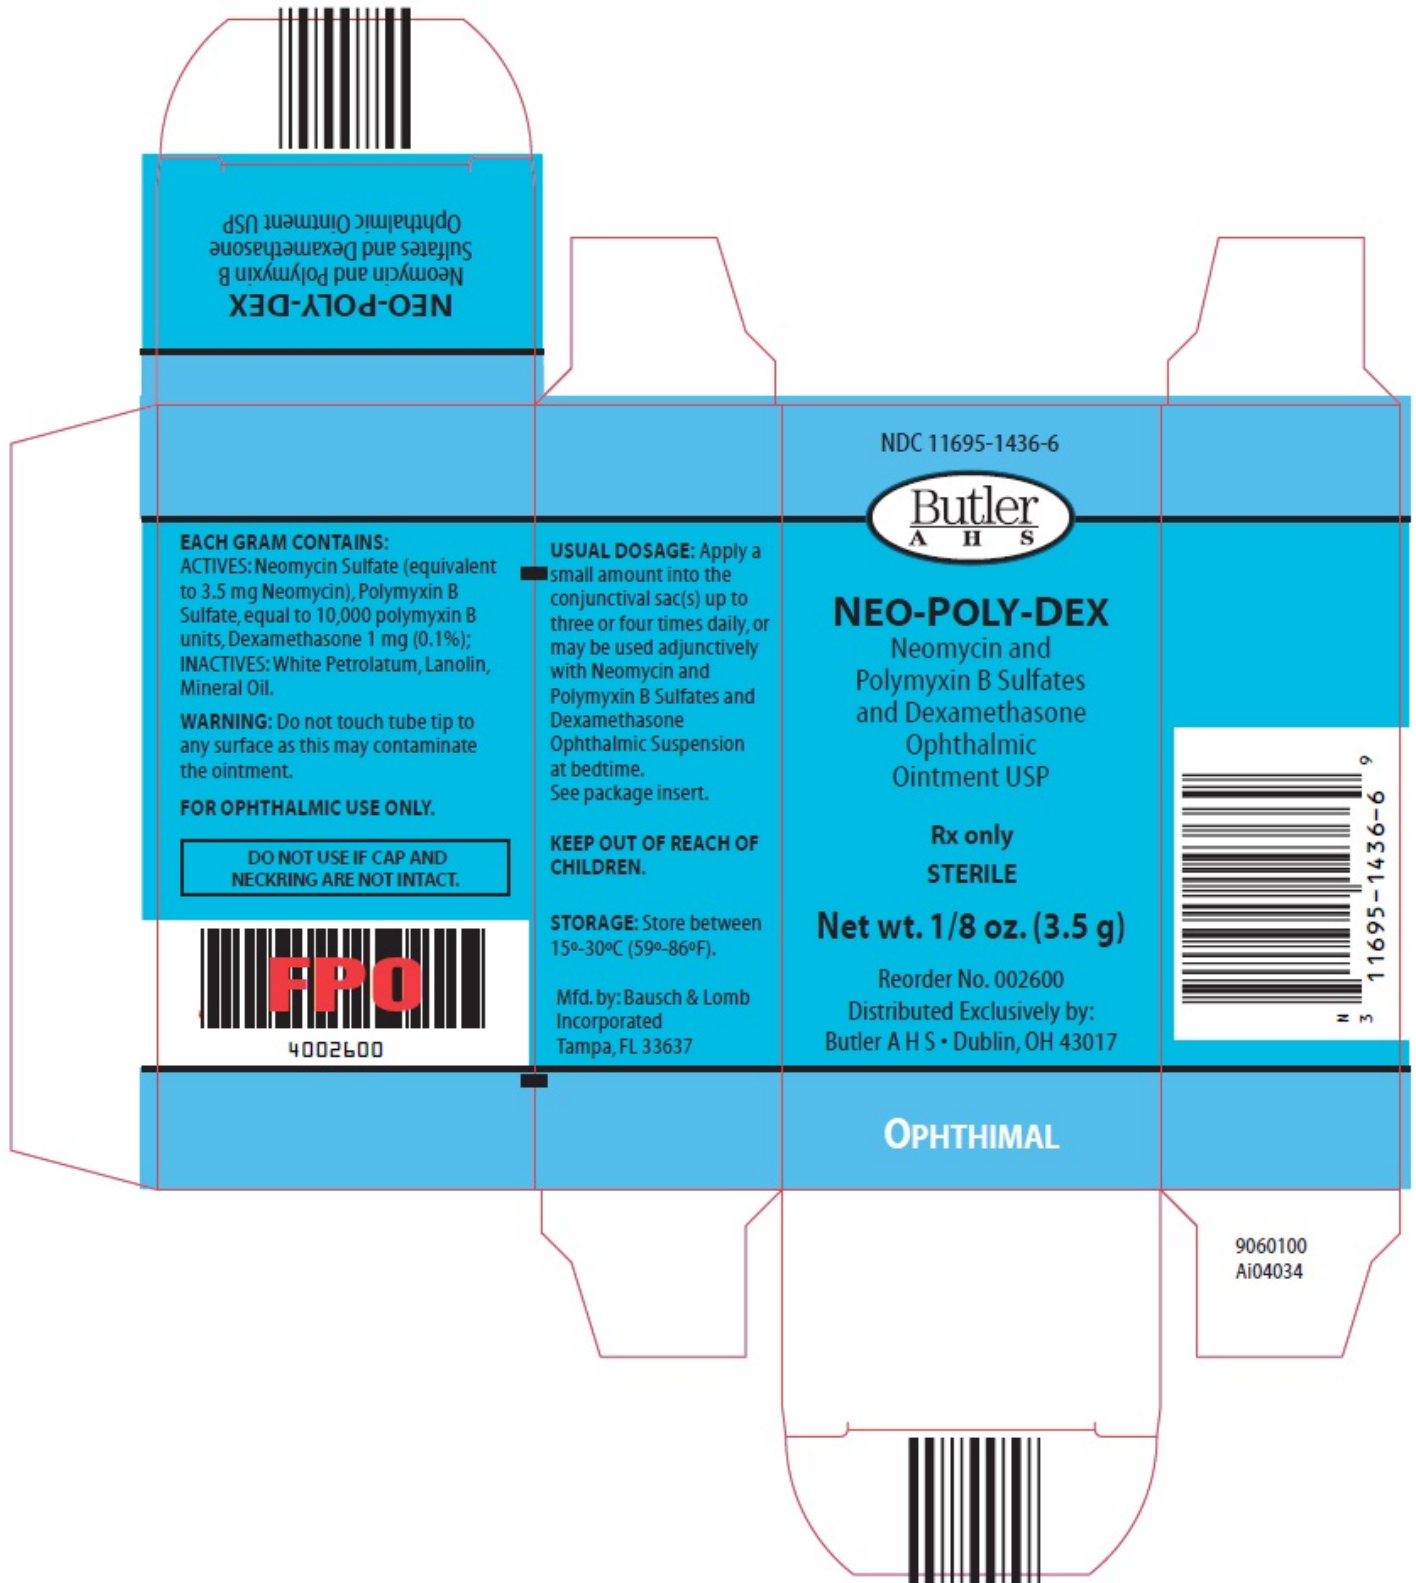 NEO-POLY-DEX
Neomycin and Polymyxin B
Sulfates and Dexamethasone
Ophthalmic Ointment USP
EACH GRAM CONTAINS:
ACTIVES: Neomycin Sulfate (equivalent
to 3.5 mg Neomycin), Polymyxin B
Sulfate, equal to 10,000 polymyxin B
units, Dexamethasone 1 mg (0.1%);
INACTIVES: White Petrolatum, Lanolin,
Mineral Oil.
WARNING: Do not touch tube tip to
any surface as this may contaminate
the ointment.
FOR OPHTHALMIC USE ONLY.
DO NOT USE IF CAP AND
NECKRING ARE NOT INTACT.
FPO
4002600
USUAL DOSAGE: Apply a
small amount into the
conjunctival sac(s) up to
three or four times daily, or
may be used adjunctively
with Neomycin and
Polymyxin B Sulfates and
Dexamethasone
Ophthalmic Suspension
at bedtime.
See package insert.
KEEP OUT OF REACH OF
CHILDREN.
STORAGE: Store between
15º-30ºC (59º-86ºF).
Mfd. by: Bausch & Lomb
Incorporated
Tampa, FL 33637
NDC 11695-1436-6
Butler
A H S
NEO-POLY-DEX
Neomycin and
Polymyxin B Sulfates
and Dexamethasone
Ophthalmic
Ointment USP
Rx only
STERILE
Net wt. 1/8 oz. (3.5 g)
Reorder No. 002600
Distributed Exclusively by:
Butler A H S • Dublin, OH 43017
OPHTHIMAL
N
3 11695-1436-6 9
9060100
Ai04034